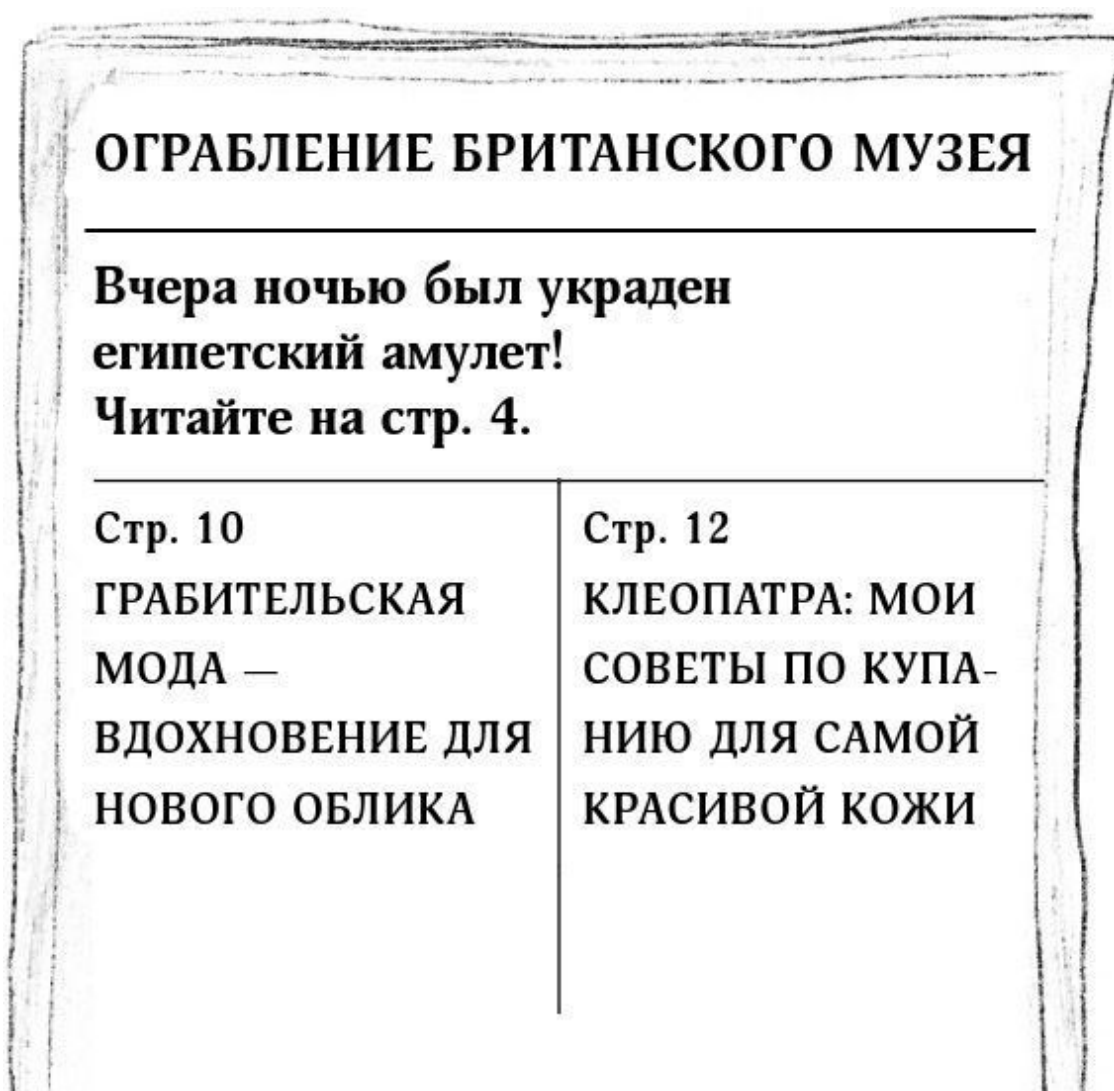 ОГРАБЛЕНИЕ БРИТАНСКОГО МУЗЕЯ
Вчера ночью был украден
египетский амулет!
Читайте на стр. 4.
Стр. 10
ГРАБИТЕЛЬСКАЯ
МОДА —
ВДОХНОВЕНИЕ ДЛЯ
НОВОГО ОБЛИКА
Стр. 12
КЛЕОПАТРА: МОИ
СОВЕТЫ ПО КУПА-
НИЮ ДЛЯ САМОЙ
КРАСИВОЙ КОЖИ